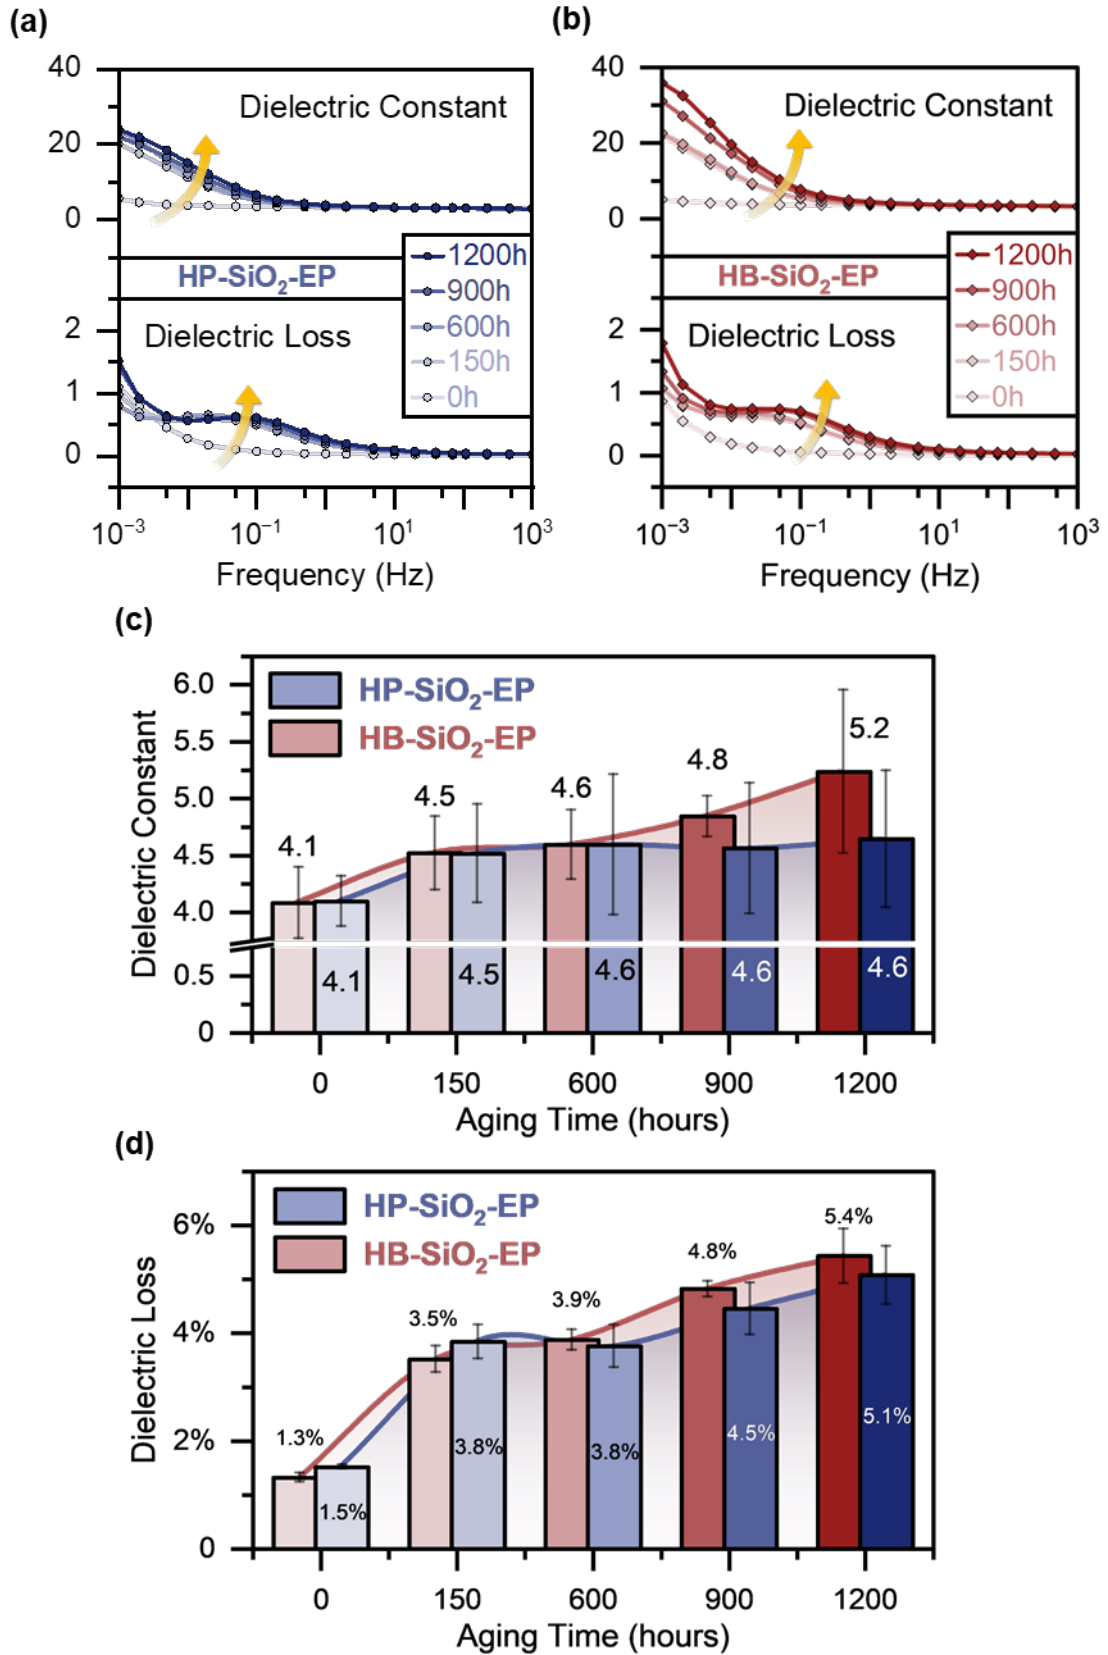 (a)
40
20
0
Dielectric Constant
HP-SiO₂-EP
1200h
900h
600h
150h
0h
Dielectric Loss
2
1
0
10⁻³ 10⁻¹ 10¹ 10³
Frequency (Hz)
(b)
40
20
0
Dielectric Constant
HB-SiO₂-EP
1200h
900h
600h
150h
0h
Dielectric Loss
2
1
0
10⁻³ 10⁻¹ 10¹ 10³
Frequency (Hz)
(c)
Dielectric Constant
6.0
5.5
5.0
4.5
4.0
0.5
0
HP-SiO₂-EP
HB-SiO₂-EP
4.1 4.5 4.6 4.8 5.2
4.1 4.5 4.6 4.6 4.6
0 150 600 900 1200
Aging Time (hours)
(d)
Dielectric Loss
6%
4%
2%
0
HP-SiO₂-EP
HB-SiO₂-EP
1.3% 3.5% 3.9% 4.8% 5.4%
1.5% 3.8% 3.8% 4.5% 5.1%
0 150 600 900 1200
Aging Time (hours)